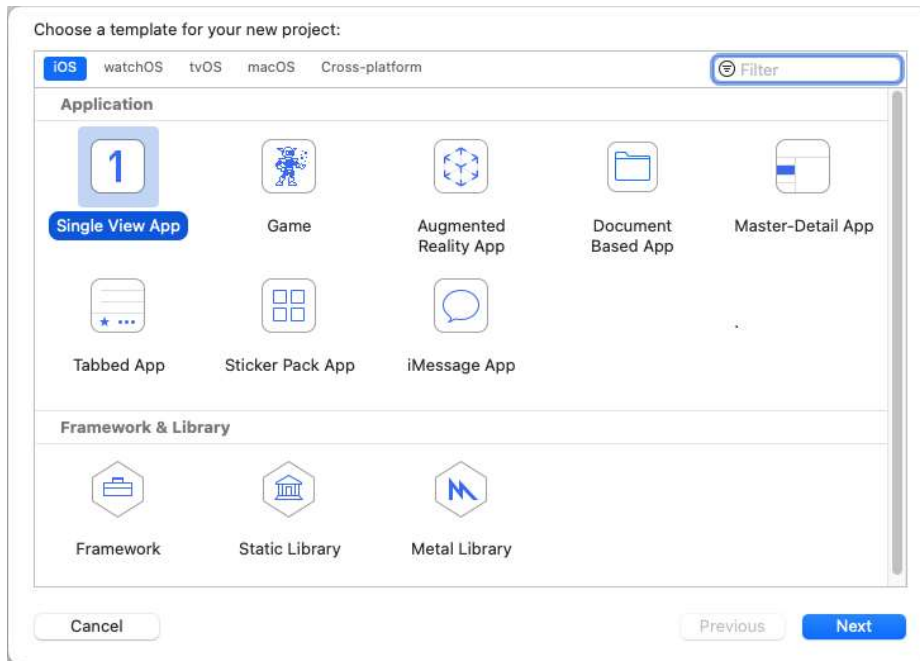 Choose a template for your new project:
iOS watchOS tvOS macOS Cross-platform Filter
Application
1
Single View App Game Augmented Reality App Document Based App Master-Detail App
Tabbed App Sticker Pack App iMessage App
Framework & Library
Framework Static Library Metal Library
Cancel Previous Next